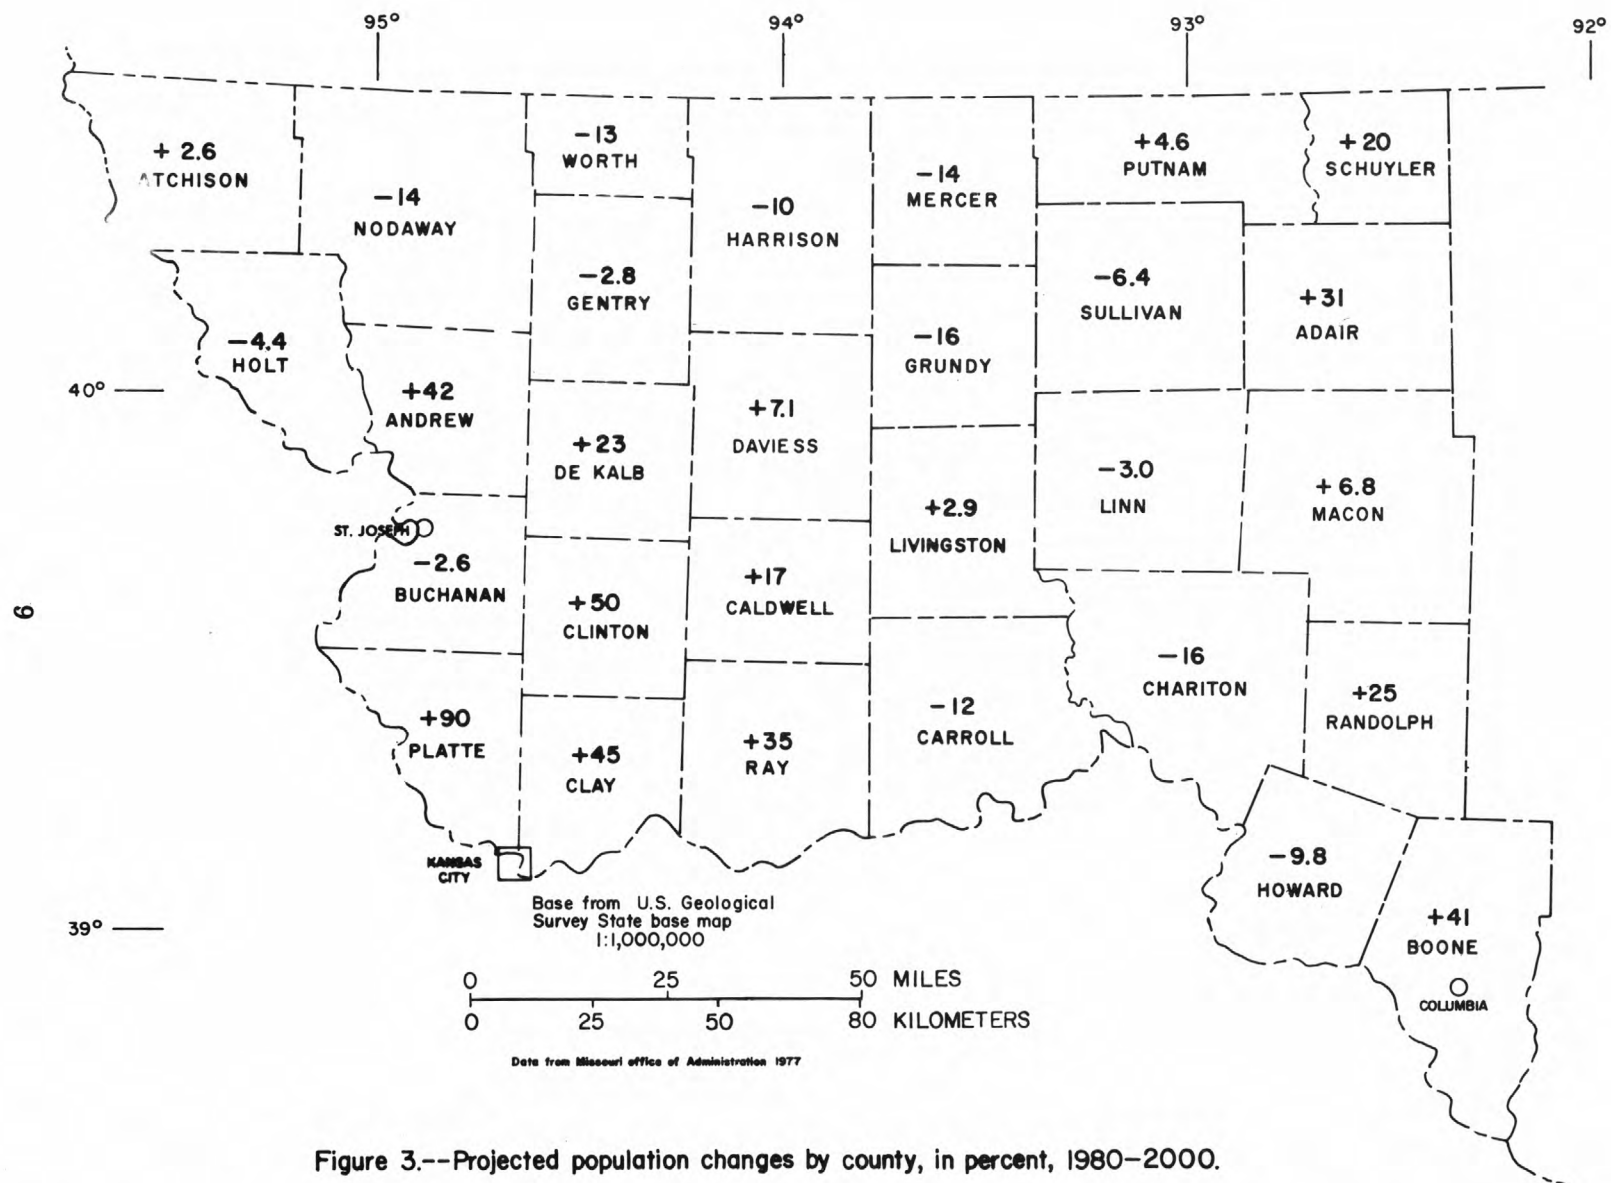 95°
94°
93°
92°
+ 2.6
ATCHISON
-14
NODAWAY
-13
WORTH
-10
HARRISON
-14
MERCER
+4.6
PUTNAM
+20
SCHUYLER
-2.8
GENTRY
-6.4
SULLIVAN
+31
ADAIR
-4.4
HOLT
-16
GRUNDY
40°
+42
ANDREW
+23
DE KALB
+7.1
DAVIESS
-3.0
LINN
+ 6.8
MACON
+2.9
LIVINGSTON
ST. JOSEPH
-2.6
BUCHANAN
+50
CLINTON
+17
CALDWELL
6
-16
CHARITON
+25
RANDOLPH
+90
PLATTE
+45
CLAY
+35
RAY
-12
CARROLL
KANSAS
CITY
-9.8
HOWARD
+41
BOONE
COLUMBIA
39°
Base from U.S. Geological
Survey State base map
1:1,000,000
0 25 50 MILES
0 25 50 80 KILOMETERS
Data from Missouri office of Administration 1977
Figure 3.--Projected population changes by county, in percent, 1980-2000.